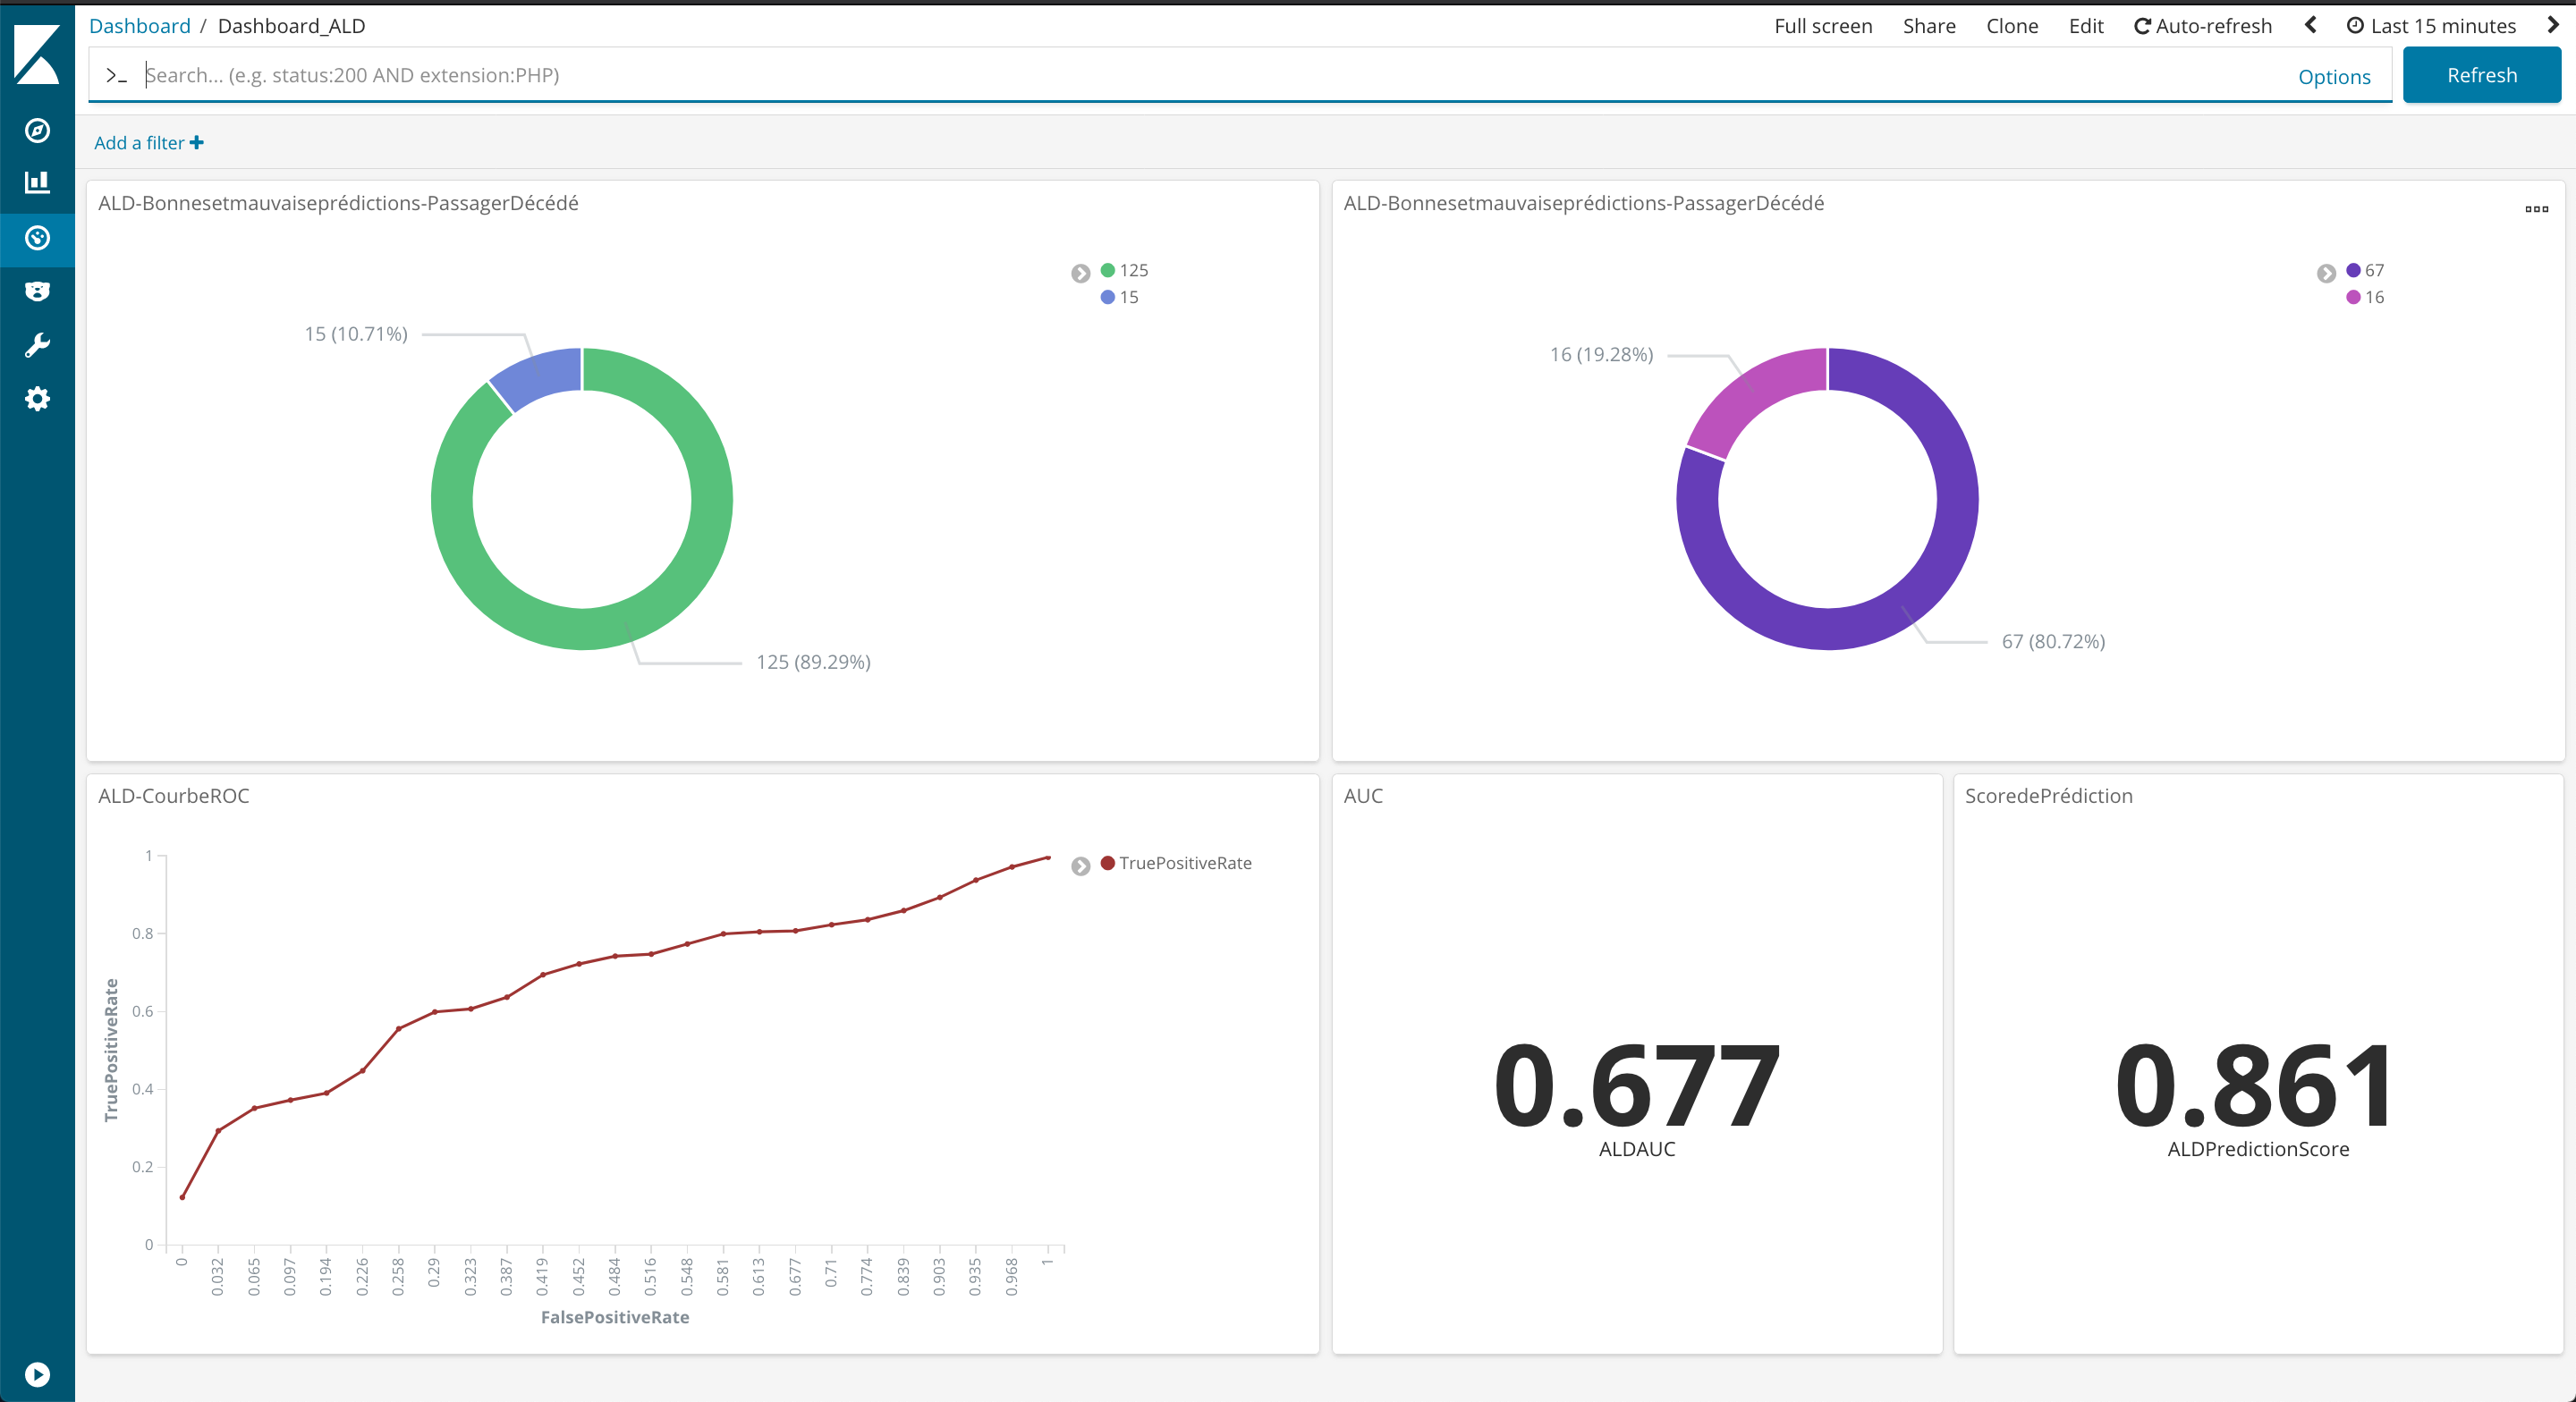 Dashboard / Dashboard_ALD
Full screen Share Clone Edit Auto-refresh Last 15 minutes
>_ Search... (e.g. status:200 AND extension:PHP)
Options
Refresh
Add a filter +
ALD-Bonnesetmauvaiseprédictions-PassagerDécédé
125
15
15 (10.71%)
125 (89.29%)
ALD-Bonnesetmauvaiseprédictions-PassagerDécédé
67
16
16 (19.28%)
67 (80.72%)
ALD-CourbeROC
TruePositiveRate
TruePositiveRate
1
0.8
0.6
0.4
0.2
0
0
0.032
0.065
0.097
0.194
0.226
0.258
0.29
0.323
0.387
0.419
0.452
0.484
0.516
0.548
0.581
0.613
0.677
0.71
0.774
0.839
0.903
0.935
0.968
1
FalsePositiveRate
AUC
0.677
ALDAUC
ScoredePrédiction
0.861
ALDPredictionScore